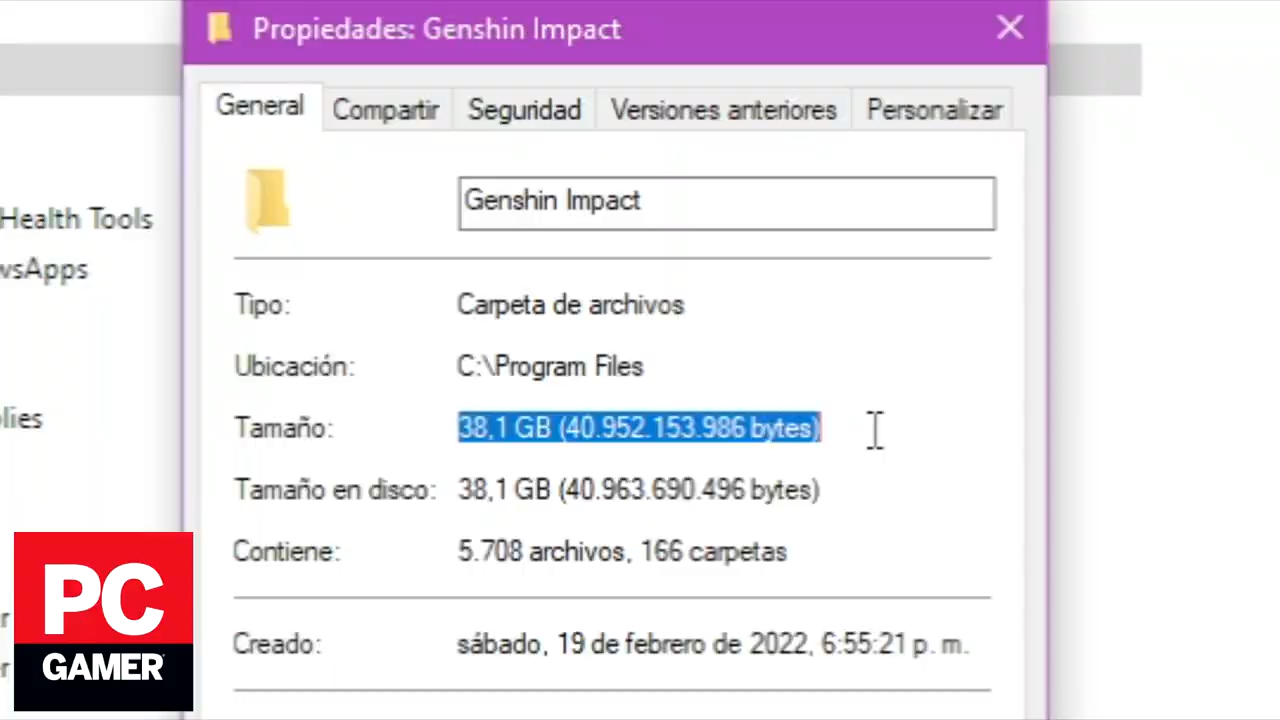 Propiedades: Genshin Impact
General Compartir Seguridad Versiones anteriores Personalizar
Genshin Impact
Health Tools
wsApps
Tipo: Carpeta de archivos
Ubicación: C:\Program Files
Tamaño: 38,1 GB (40.952.153.986 bytes)
lies
Tamaño en disco: 38,1 GB (40.963.690.496 bytes)
Contiene: 5.708 archivos, 166 carpetas
Creado: sábado, 19 de febrero de 2022, 6:55:21 p. m.
PC
GAMER